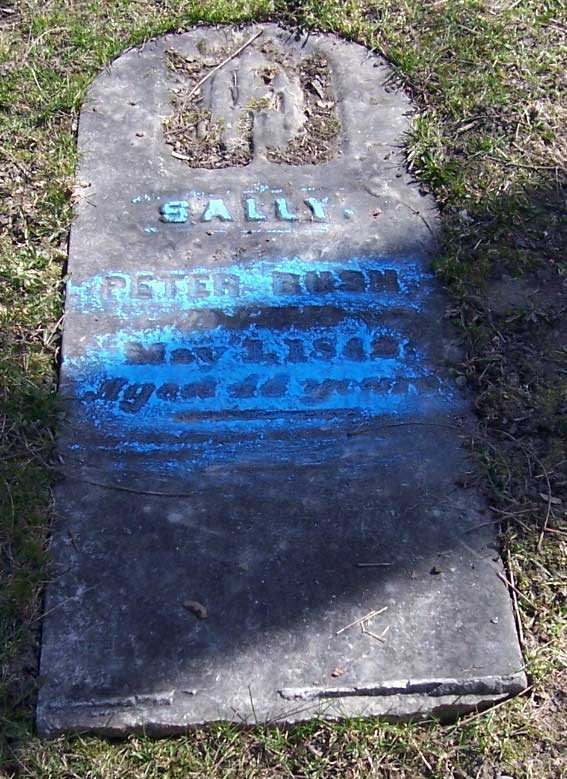 SALLY
PETER BUSH
May 1, 1842
Aged 44 years